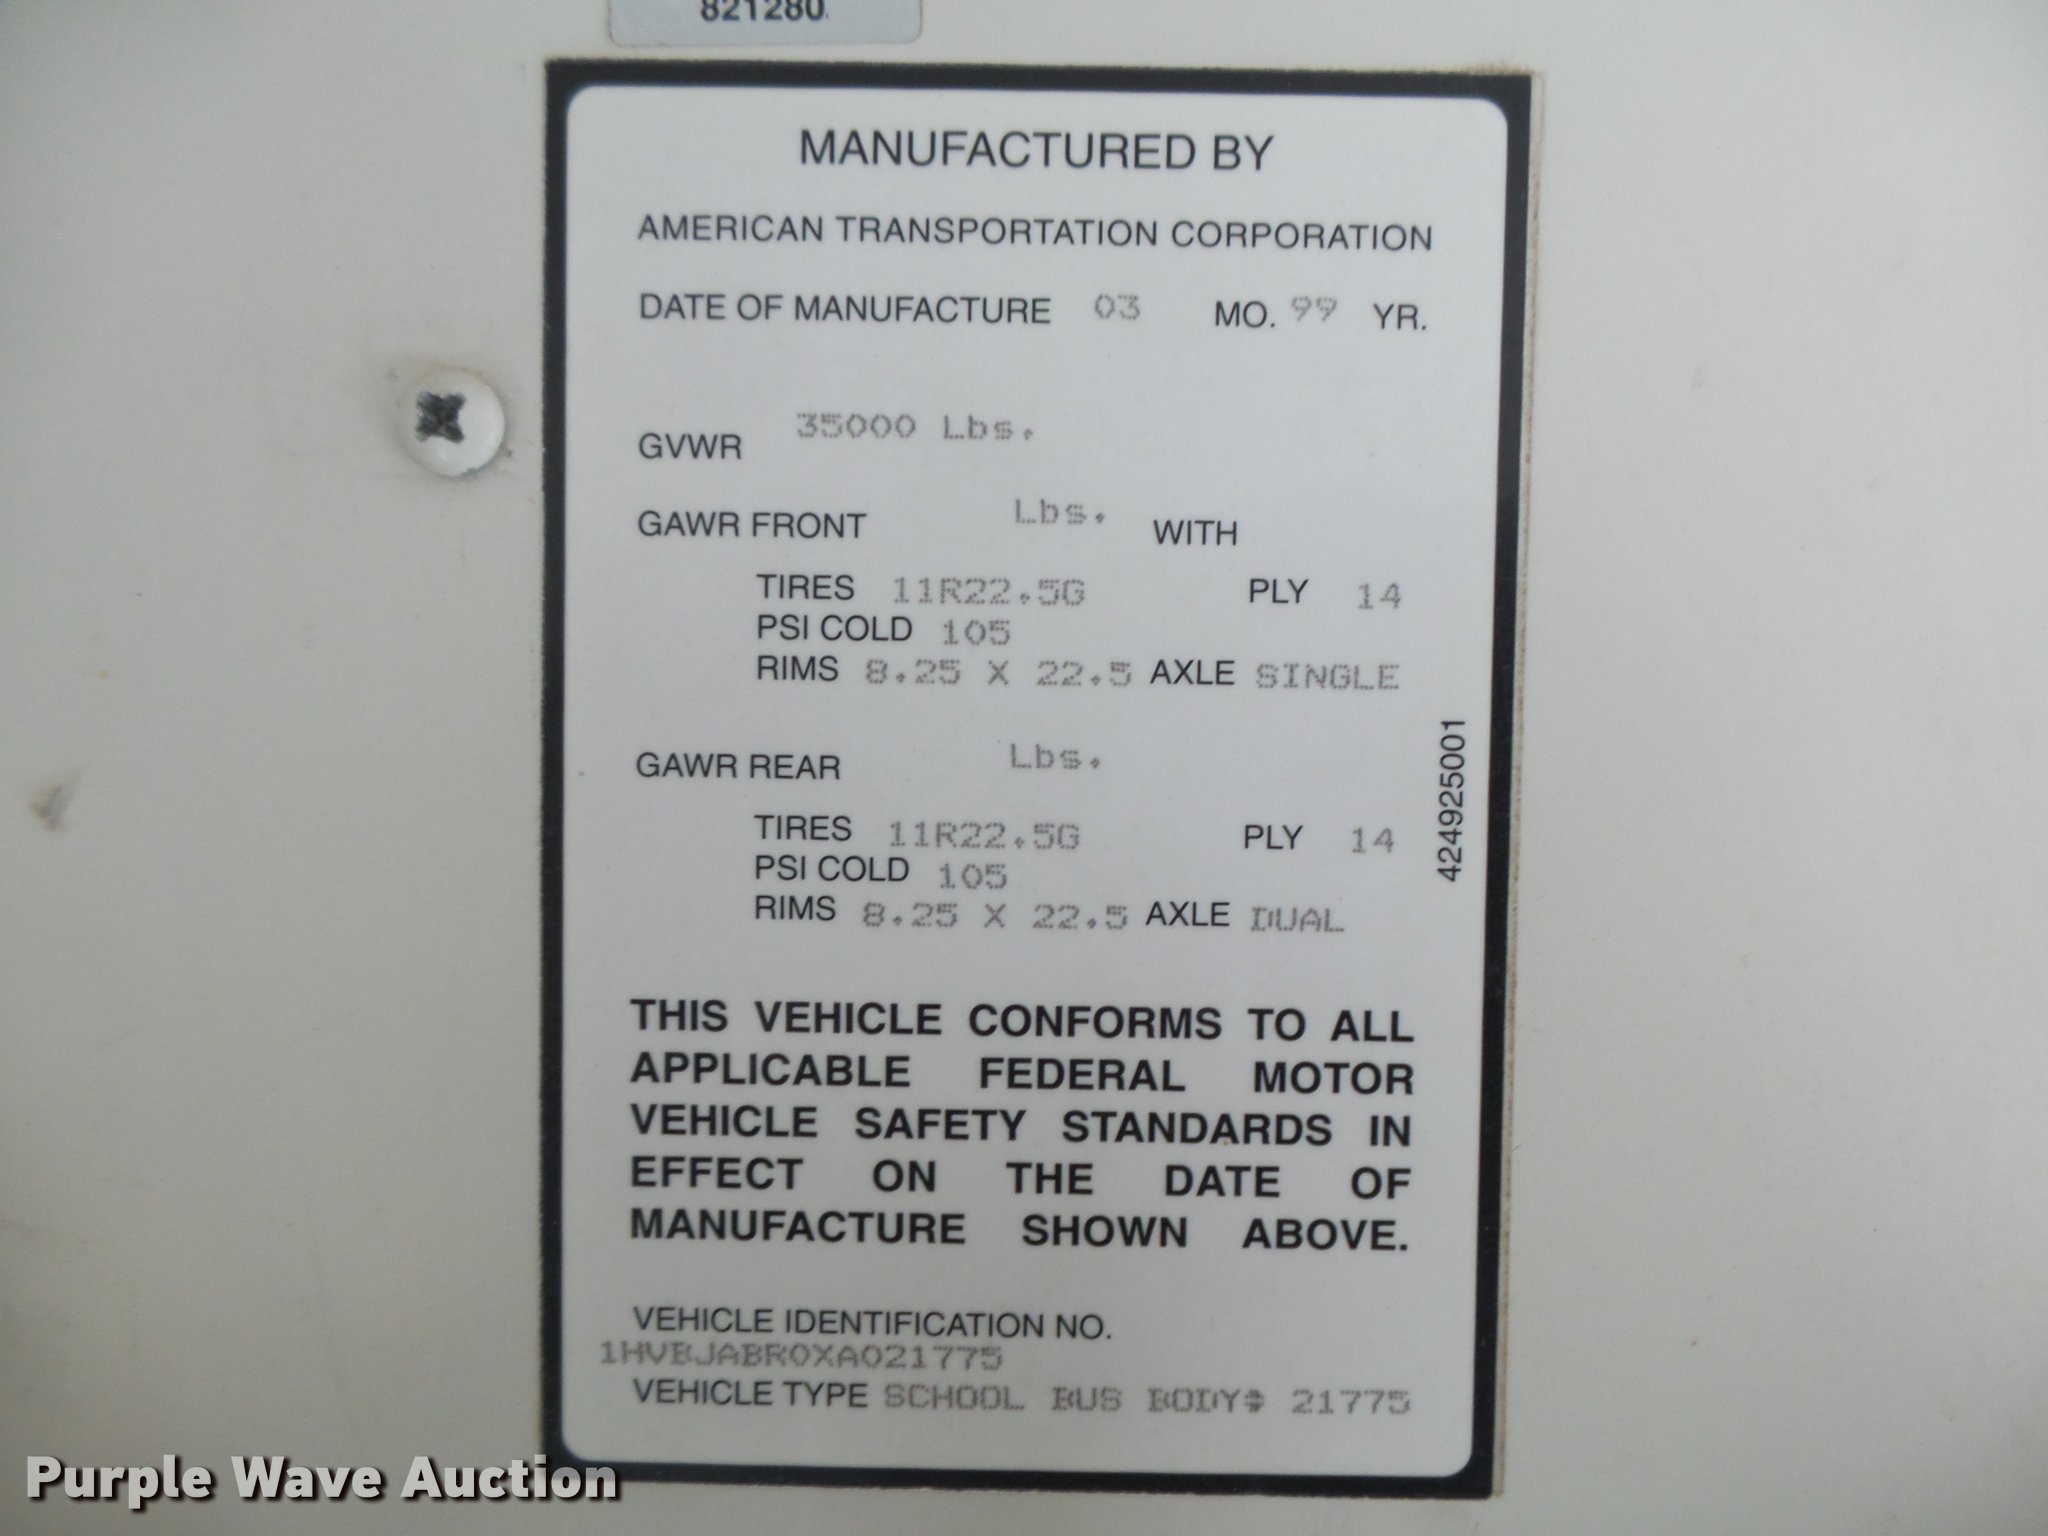 821280
MANUFACTURED BY
AMERICAN TRANSPORTATION CORPORATION
DATE OF MANUFACTURE 03 MO. 99 YR.
GVWR 35000 Lbs.
GAWR FRONT Lbs. WITH
TIRES 11R22.5G PLY 14
PSI COLD 105
RIMS 8.25 X 22.5 AXLE SINGLE
GAWR REAR Lbs.
TIRES 11R22.5G PLY 14
PSI COLD 105
RIMS 8.25 X 22.5 AXLE DUAL
424925001
THIS VEHICLE CONFORMS TO ALL
APPLICABLE FEDERAL MOTOR
VEHICLE SAFETY STANDARDS IN
EFFECT ON THE DATE OF
MANUFACTURE SHOWN ABOVE.
VEHICLE IDENTIFICATION NO.
1HVBJABR0XA021775
VEHICLE TYPE SCHOOL BUS BODY# 21775
Purple Wave Auction